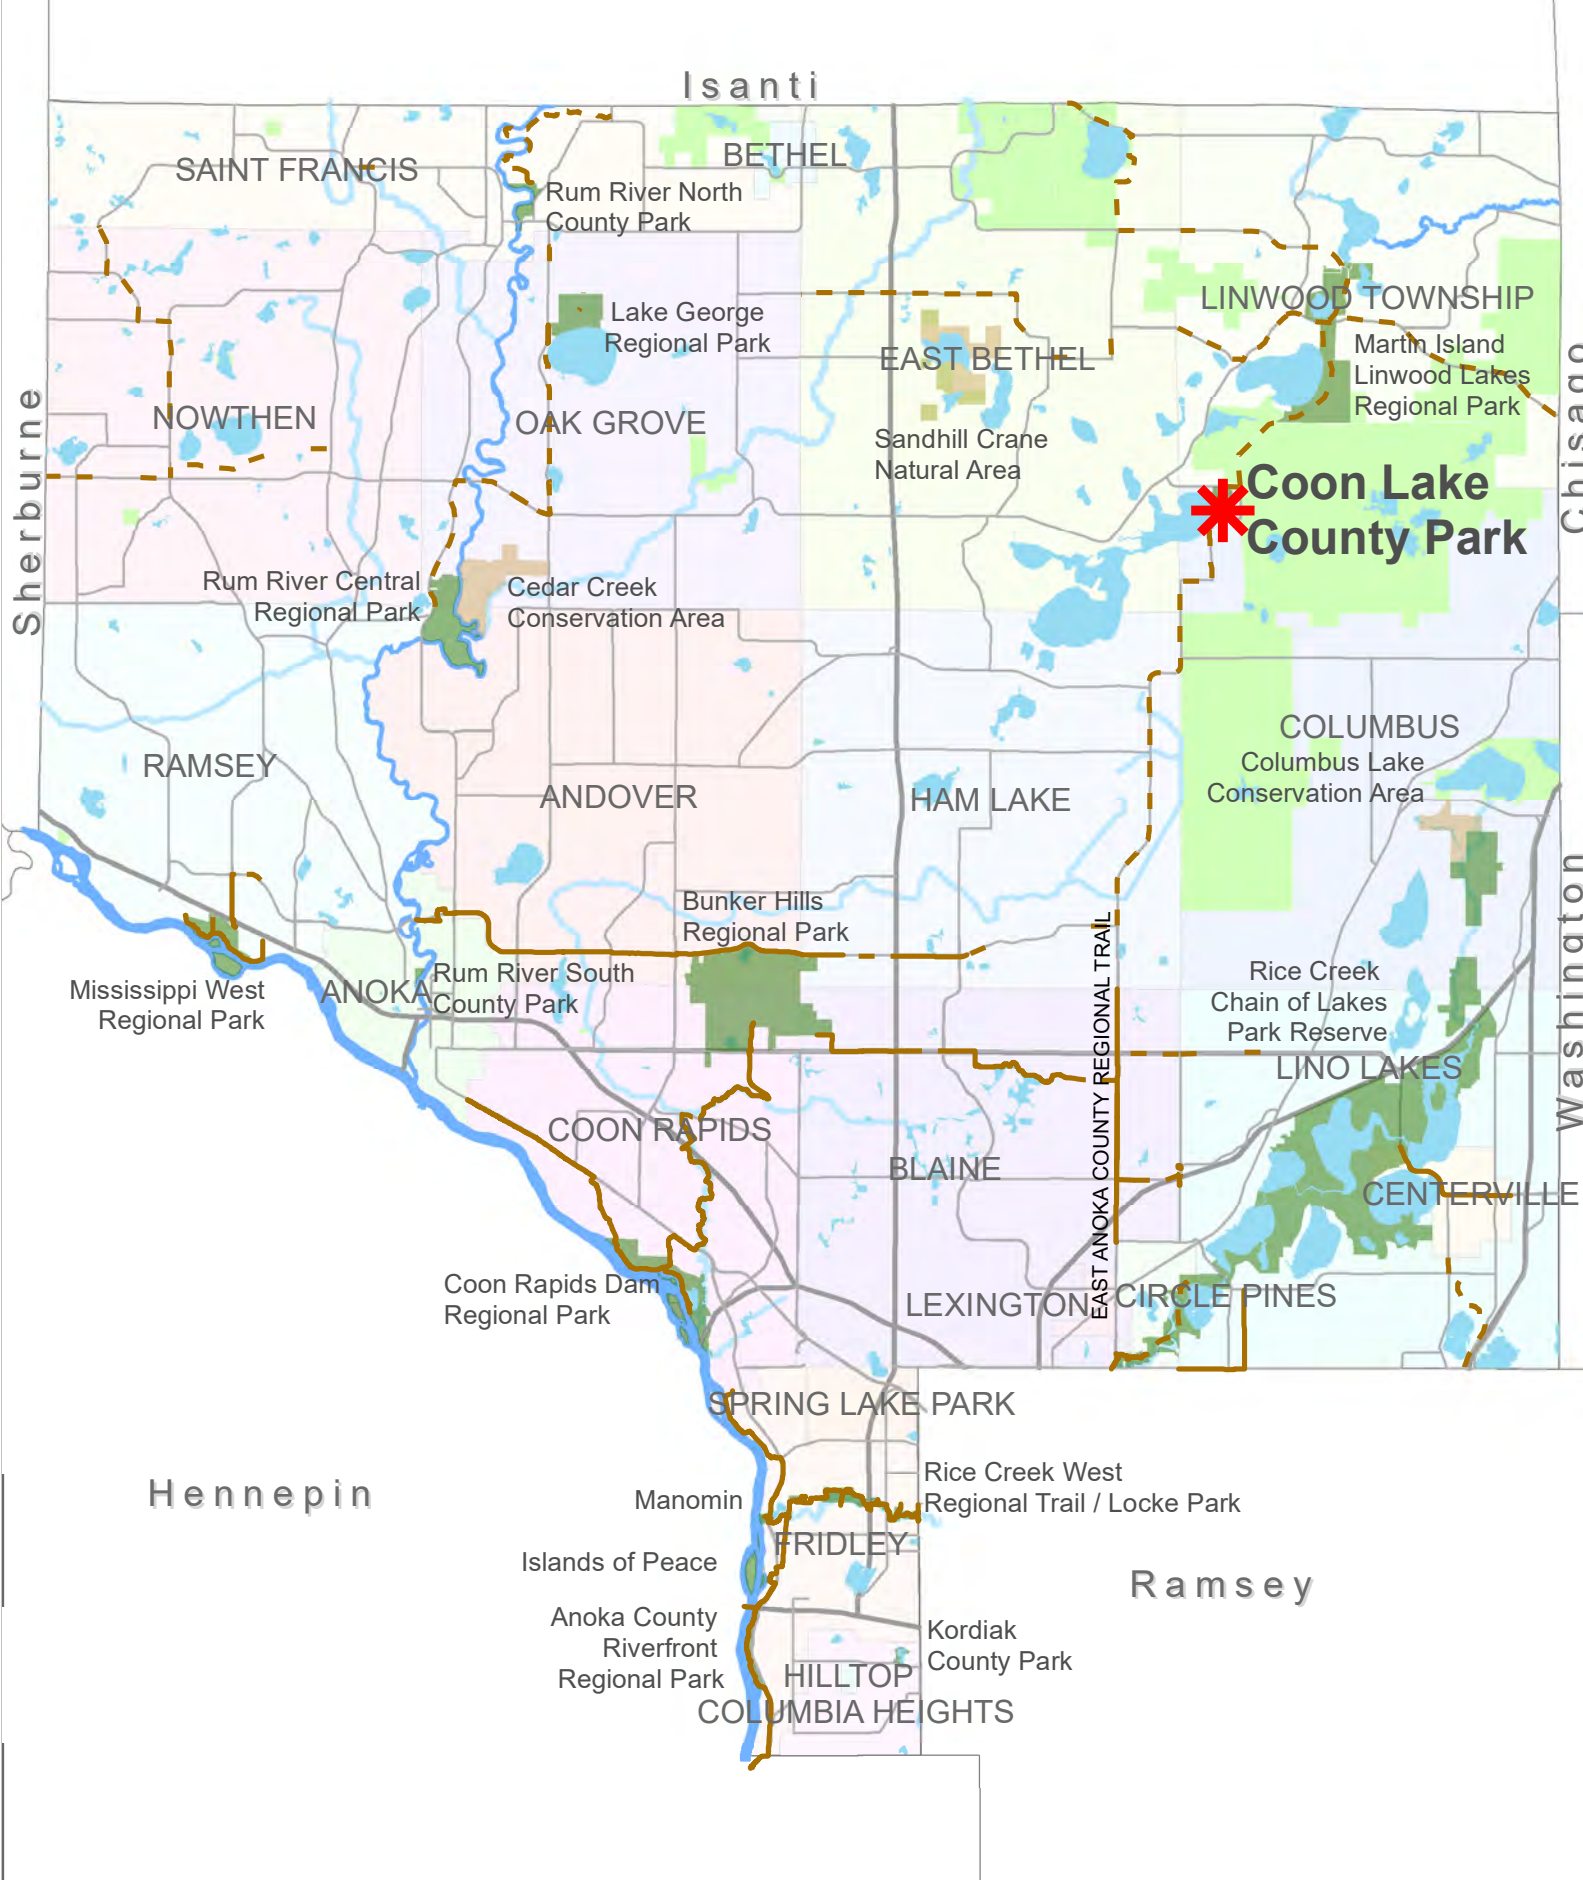 Isanti
SAINT FRANCIS
BETHEL
Rum River North
County Park
LINWOOD TOWNSHIP
Lake George
Regional Park
EAST BETHEL
Martin Island
Linwood Lakes
Regional Park
Sherburne
Chisago
NOWTHEN
OAK GROVE
Sandhill Crane
Natural Area
Coon Lake
County Park
Rum River Central
Regional Park
Cedar Creek
Conservation Area
COLUMBUS
Columbus Lake
Conservation Area
RAMSEY
ANDOVER
HAM LAKE
Washington
Bunker Hills
Regional Park
EAST ANOKA COUNTY REGIONAL TRAIL
Mississippi West
Regional Park
ANOKA
Rum River South
County Park
Rice Creek
Chain of Lakes
Park Reserve
LINO LAKES
COON RAPIDS
BLAINE
CENTERVILLE
Coon Rapids Dam
Regional Park
LEXINGTON
CIRCLE PINES
SPRING LAKE PARK
Hennepin
Manomin
Rice Creek West
Regional Trail / Locke Park
FRIDLEY
Islands of Peace
Ramsey
Anoka County
Riverfront
Regional Park
Kordiak
County Park
HILLTOP
COLUMBIA HEIGHTS